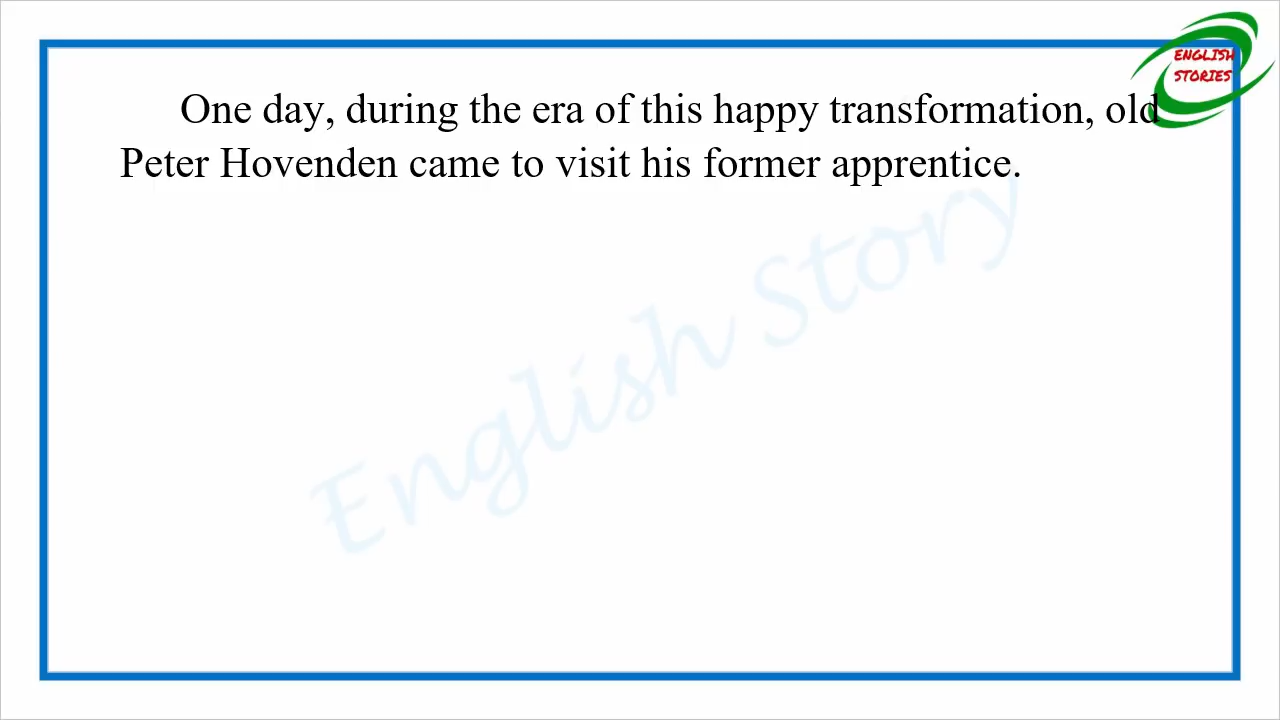 ENGLISH
STORIES
One day, during the era of this happy transformation, old
Peter Hovenden came to visit his former apprentice.
English Story